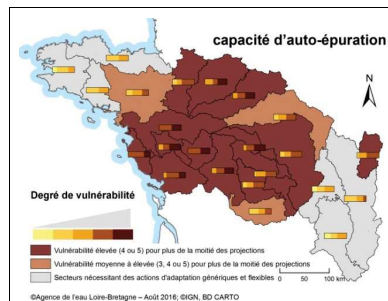 capacité d'auto-épuration
N
Degré de vulnérabilité
Vulnérabilité élevée (4 ou 5) pour plus de la moitié des projections
Vulnérabilité moyenne à élevée (3, 4 ou 5) pour plus de la moitié des projections
Secteurs nécessitant des actions d'adaptation génériques et flexibles
0 100 km
©Agence de l'eau Loire-Bretagne – Août 2016; ©IGN, BD CARTO